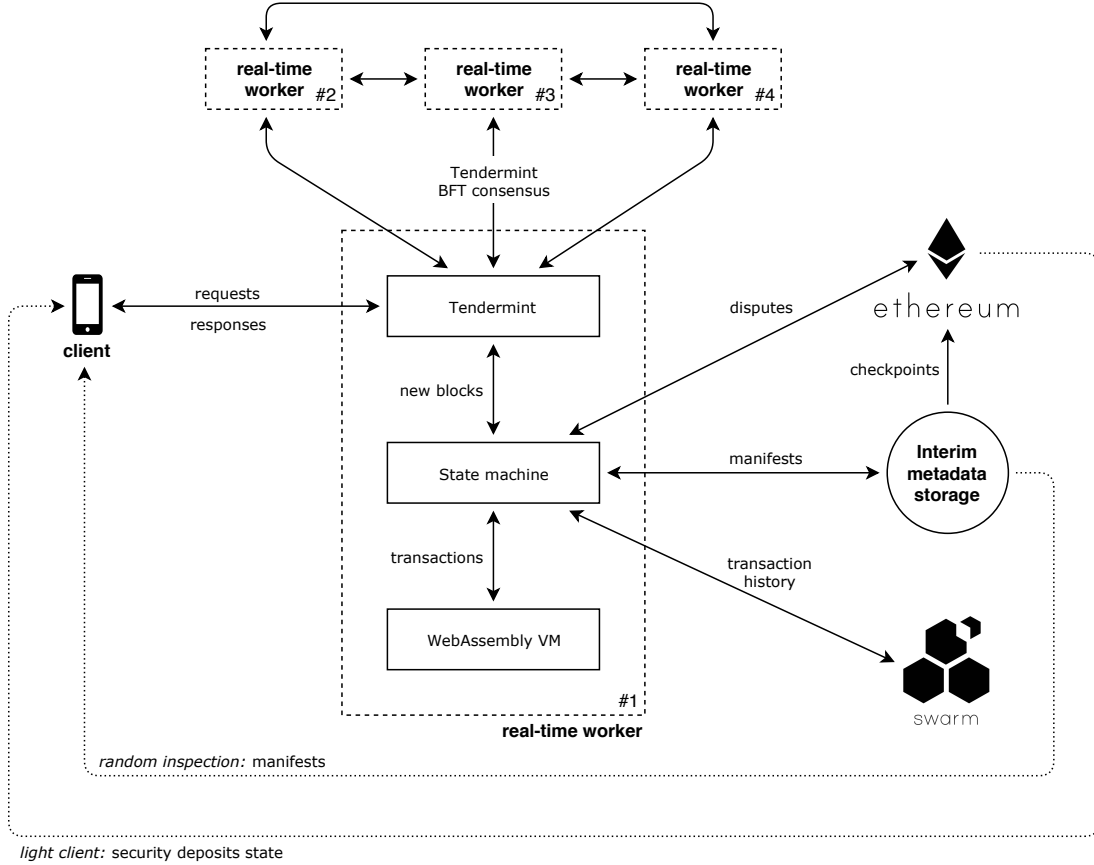 real-time
worker #2
real-time
worker #3
real-time
worker #4
Tendermint
BFT consensus
requests
responses
client
Tendermint
disputes
ethereum
new blocks
checkpoints
State machine
manifests
Interim
metadata
storage
transactions
transaction
history
WebAssembly VM
swarm
#1
real-time worker
random inspection: manifests
light client: security deposits state